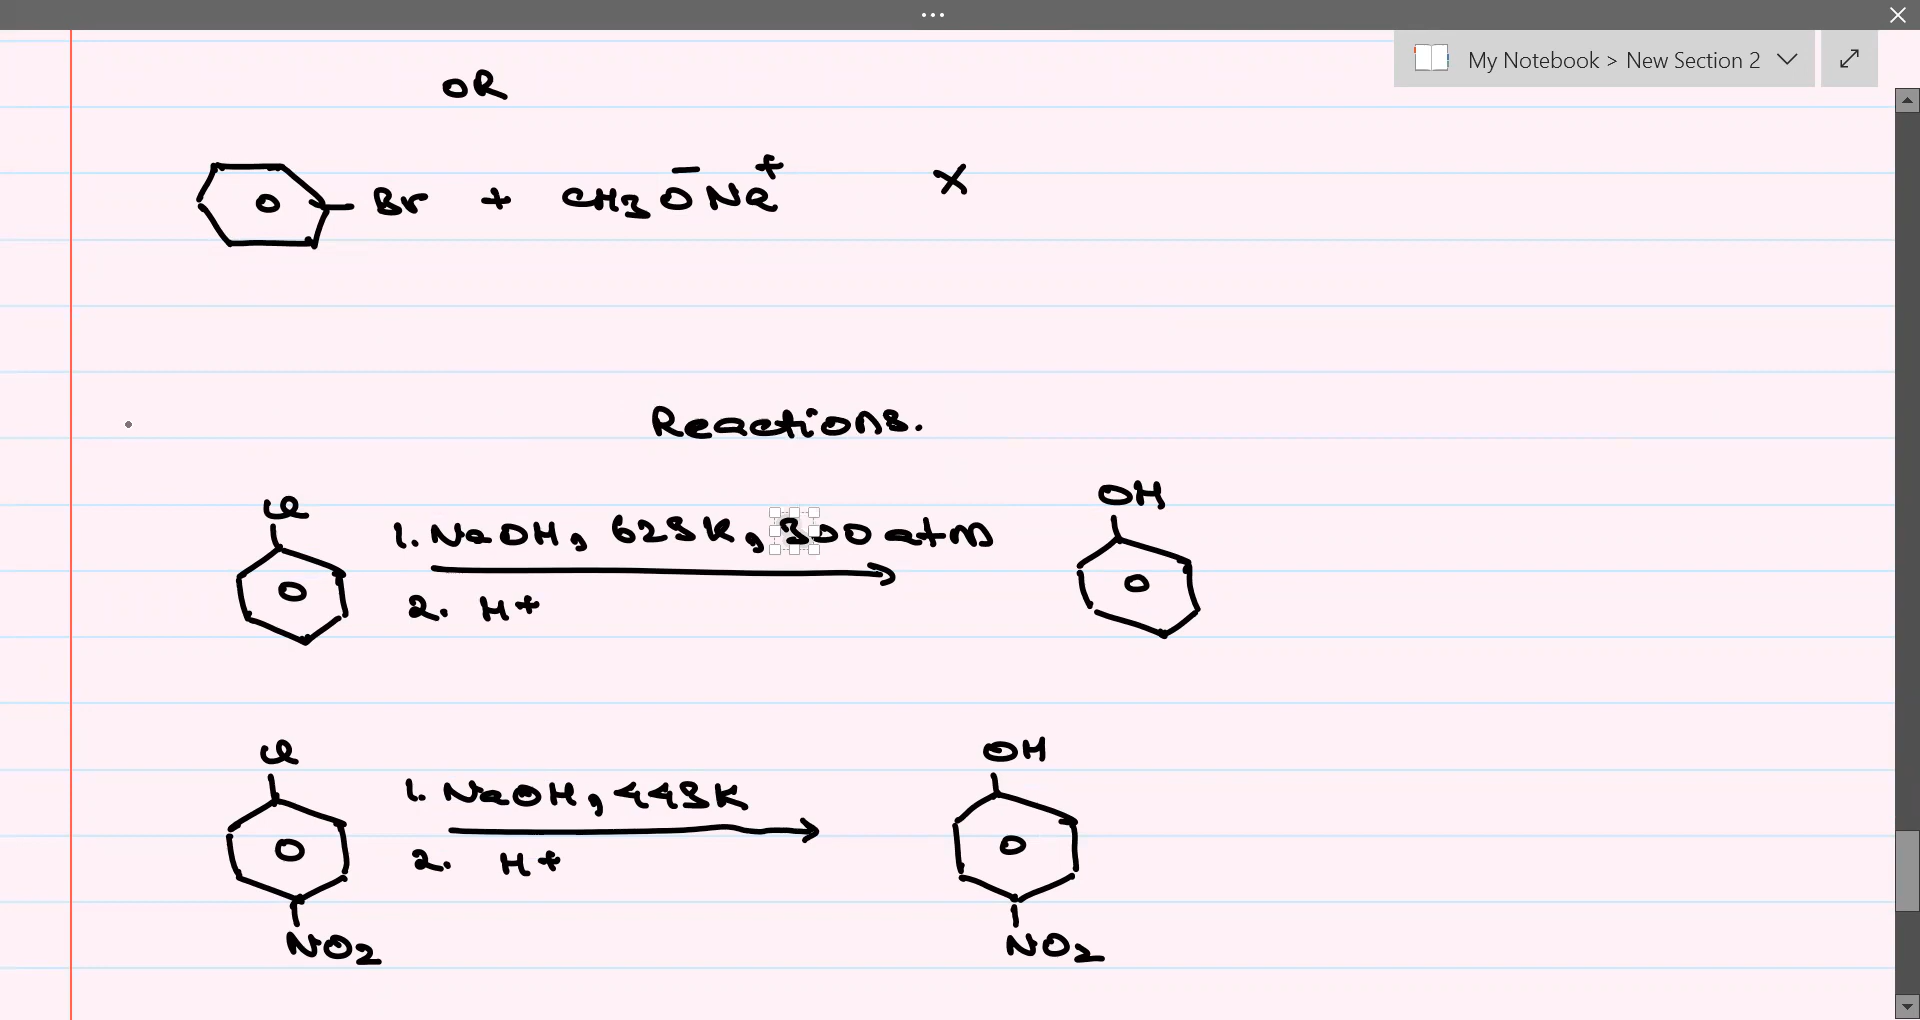 My Notebook > New Section 2
OR
Br + CH3O⁻Na⁺ X
Reactions.
Cl
OH
1. NaOH, 623K, 300 atm
2. H+
Cl
OH
1. NaOH, 443K
2. H+
NO2
NO2